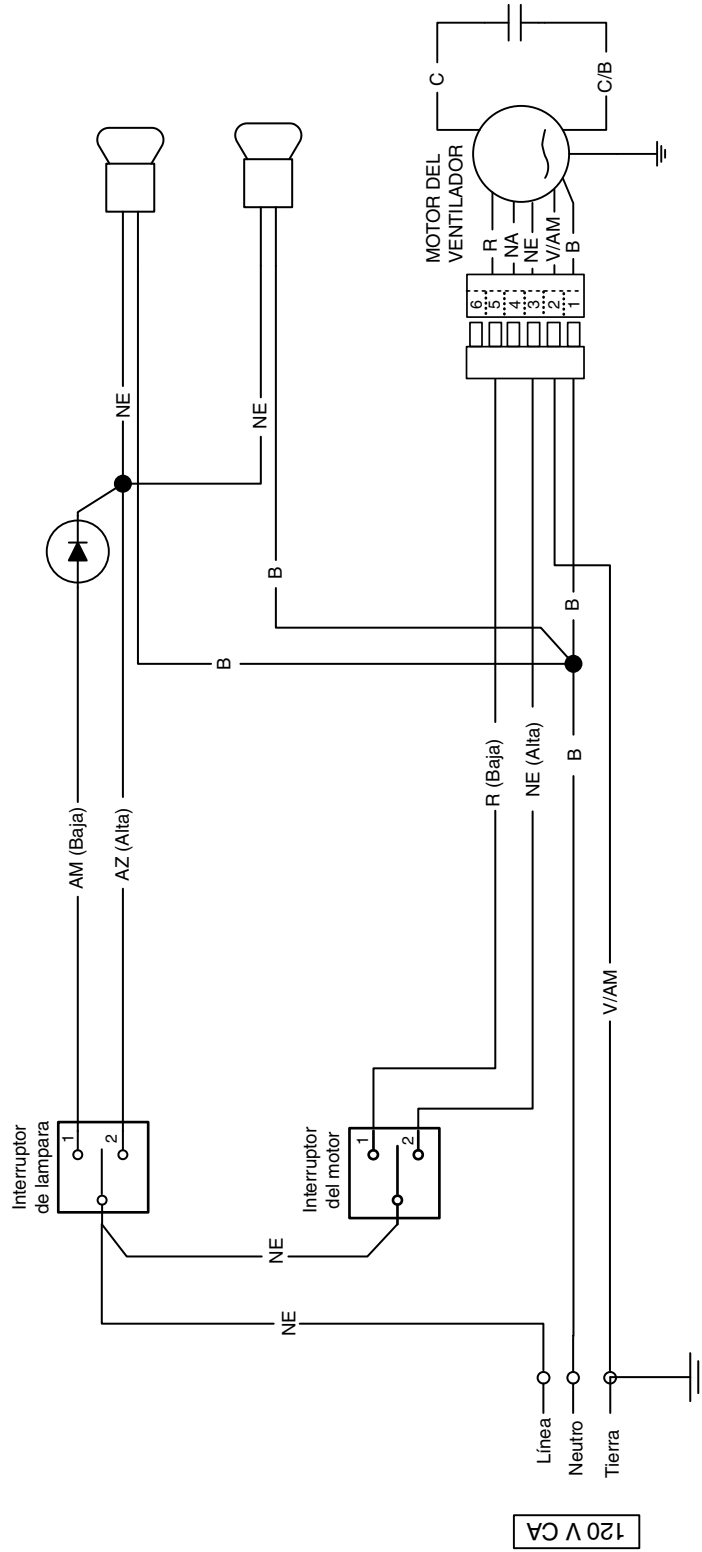 Interruptor
de lampara
1
2
AM (Baja)
AZ (Alta)
NE
NE
B
B
Interruptor
del motor
1
2
NE
NE
R (Baja)
NE (Alta)
B
B
V/AM
MOTOR DEL
VENTILADOR
6
5
4
3
2
1
R
NA
NE
V/AM
B
C
C/B
Línea
Neutro
Tierra
120 V CA